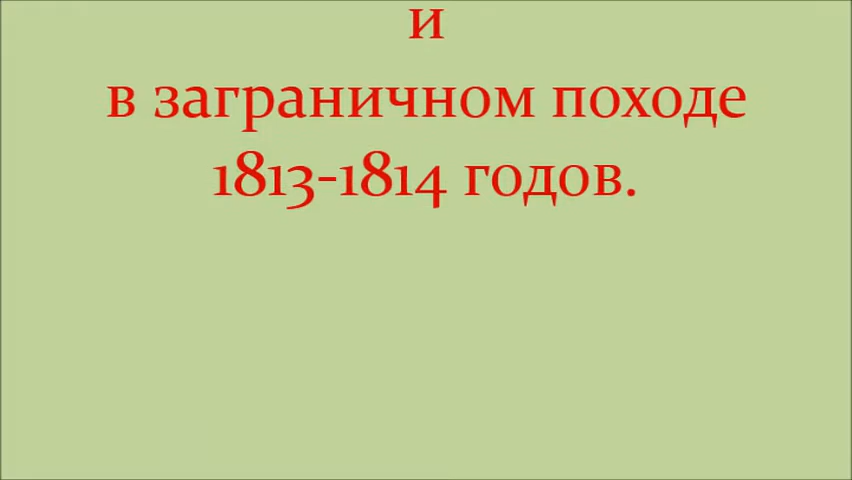 и
в заграничном походе
1813-1814 годов.